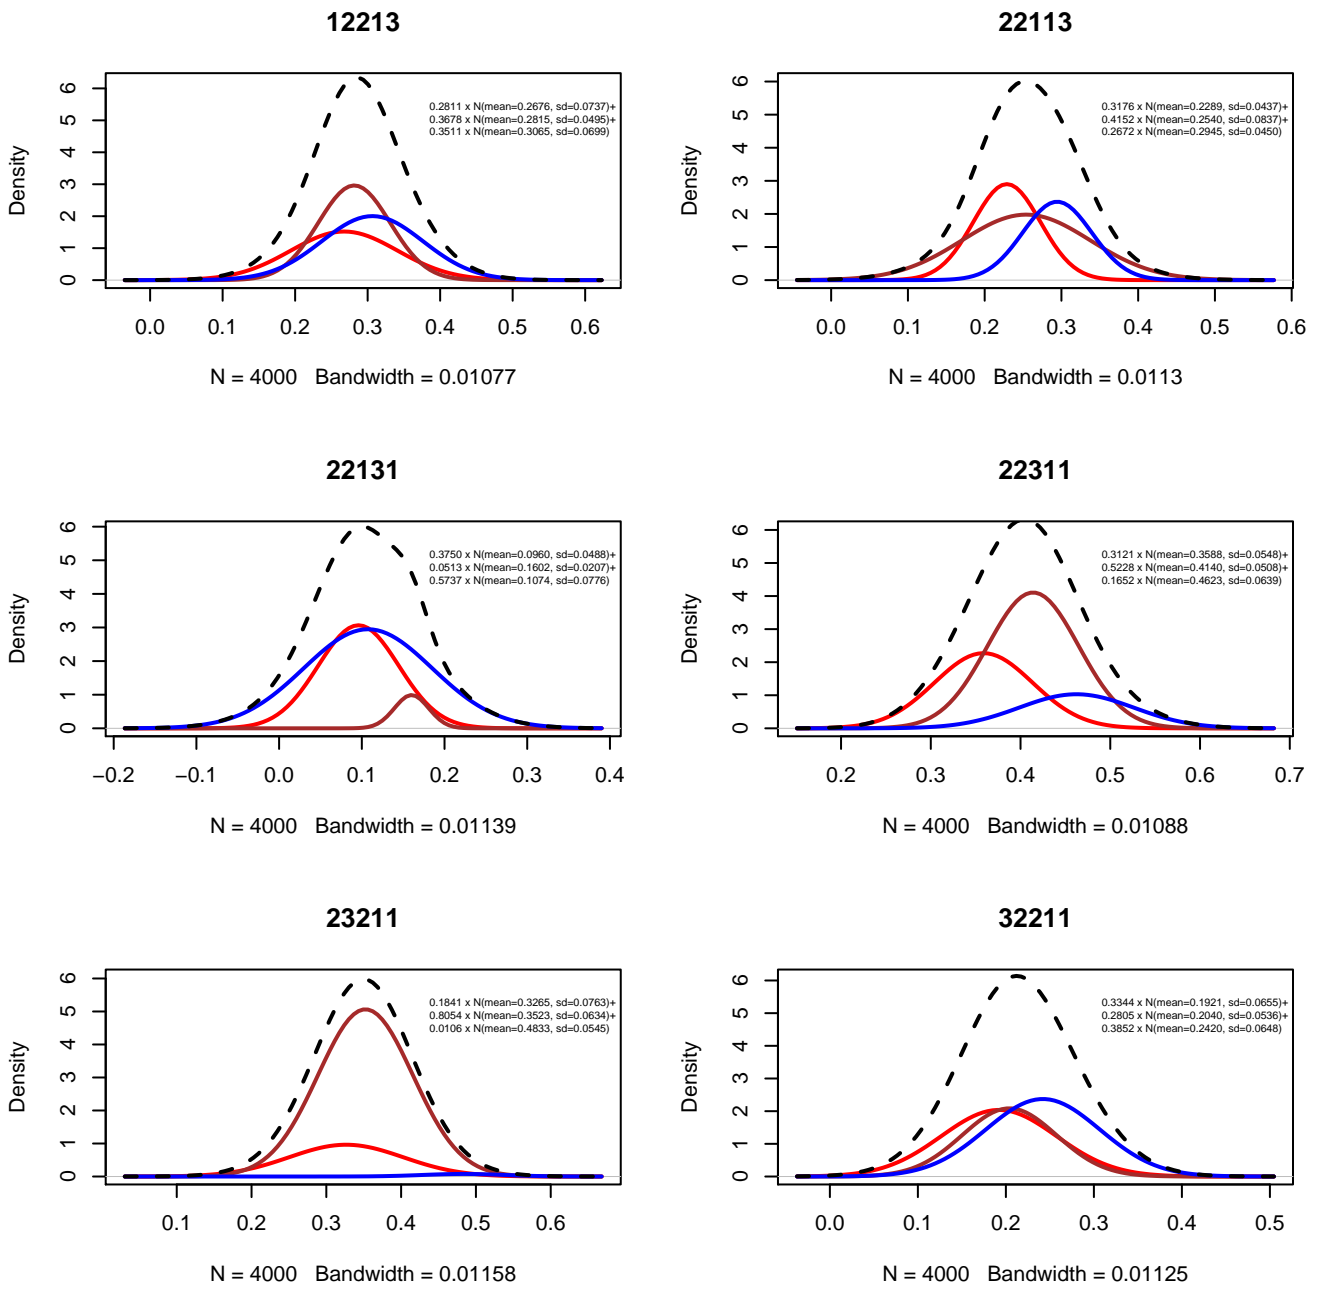 12213
0.2811 x N(mean=0.2676, sd=0.0737)+
0.3678 x N(mean=0.2815, sd=0.0495)+
0.3511 x N(mean=0.3065, sd=0.0699)
Density
0 1 2 3 4 5 6
0.0 0.1 0.2 0.3 0.4 0.5 0.6
N = 4000 Bandwidth = 0.01077
22113
0.3176 x N(mean=0.2289, sd=0.0437)+
0.4152 x N(mean=0.2540, sd=0.0837)+
0.2672 x N(mean=0.2945, sd=0.0450)
Density
0 1 2 3 4 5 6
0.0 0.1 0.2 0.3 0.4 0.5 0.6
N = 4000 Bandwidth = 0.0113
22131
0.3750 x N(mean=0.0960, sd=0.0488)+
0.0513 x N(mean=0.1602, sd=0.0207)+
0.5737 x N(mean=0.1074, sd=0.0776)
Density
0 1 2 3 4 5 6
−0.2 −0.1 0.0 0.1 0.2 0.3 0.4
N = 4000 Bandwidth = 0.01139
22311
0.3121 x N(mean=0.3588, sd=0.0548)+
0.5228 x N(mean=0.4140, sd=0.0508)+
0.1652 x N(mean=0.4623, sd=0.0639)
Density
0 1 2 3 4 5 6
0.2 0.3 0.4 0.5 0.6 0.7
N = 4000 Bandwidth = 0.01088
23211
0.1841 x N(mean=0.3265, sd=0.0763)+
0.8054 x N(mean=0.3523, sd=0.0634)+
0.0106 x N(mean=0.4833, sd=0.0545)
Density
0 1 2 3 4 5 6
0.1 0.2 0.3 0.4 0.5 0.6
N = 4000 Bandwidth = 0.01158
32211
0.3344 x N(mean=0.1921, sd=0.0655)+
0.2805 x N(mean=0.2040, sd=0.0536)+
0.3852 x N(mean=0.2420, sd=0.0648)
Density
0 1 2 3 4 5 6
0.0 0.1 0.2 0.3 0.4 0.5
N = 4000 Bandwidth = 0.01125